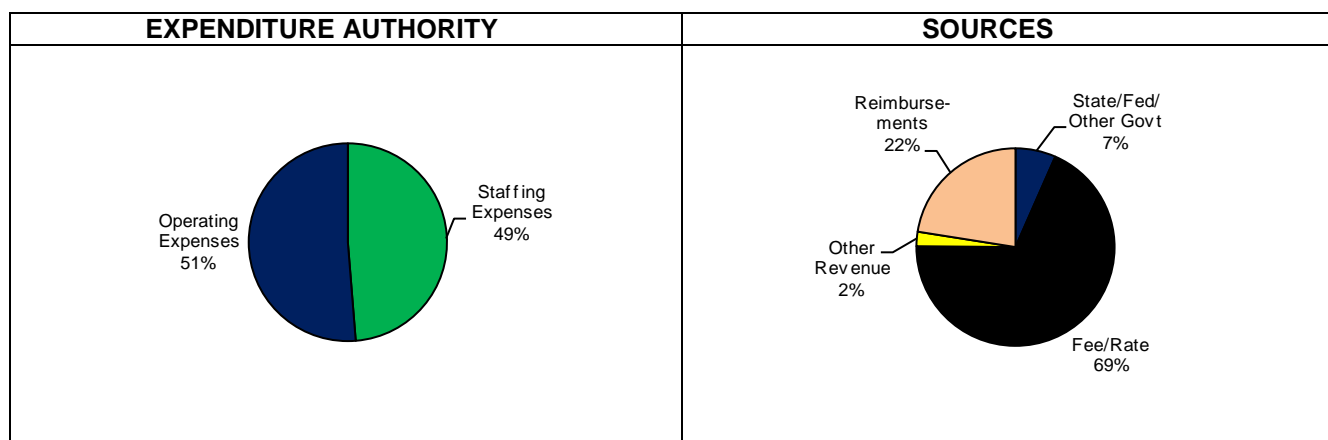 EXPENDITURE AUTHORITY
SOURCES
Staffing
Expenses
49%
Operating
Expenses
51%
Reimburse-
ments
22%
State/Fed/
Other Govt
7%
Other
Revenue
2%
Fee/Rate
69%